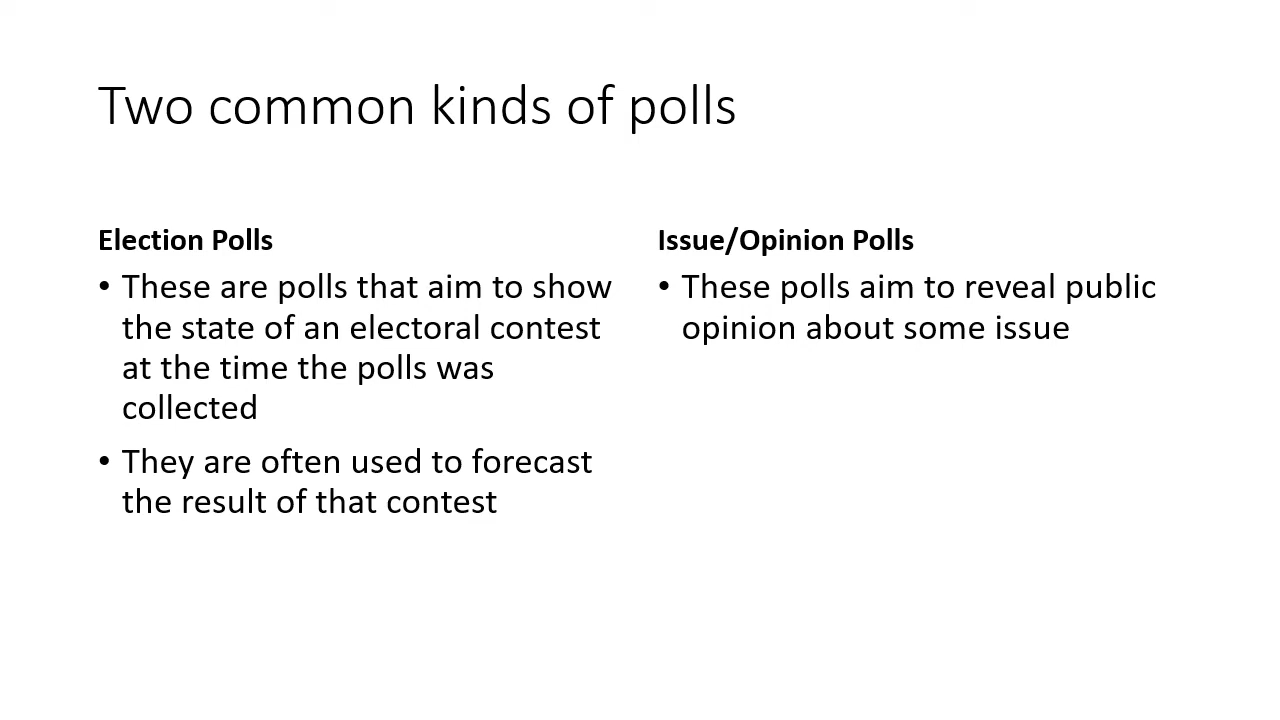 Two common kinds of polls
Election Polls
• These are polls that aim to show
the state of an electoral contest
at the time the polls was
collected
• They are often used to forecast
the result of that contest
Issue/Opinion Polls
• These polls aim to reveal public
opinion about some issue